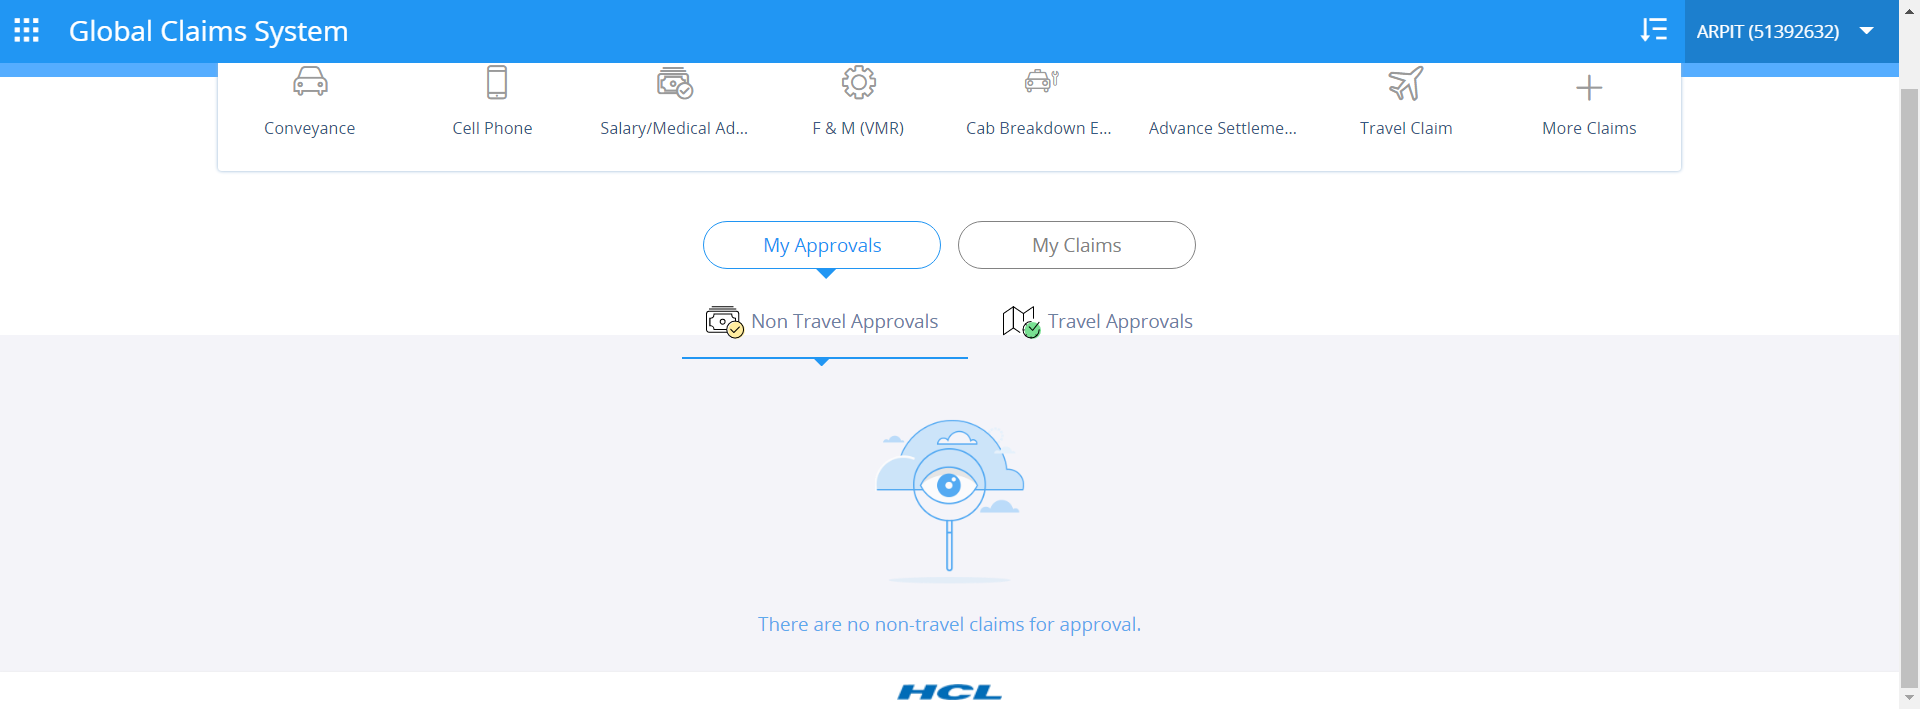 Global Claims System
ARPIT (51392632)
Conveyance
Cell Phone
Salary/Medical Ad...
F & M (VMR)
Cab Breakdown E...
Advance Settleme...
Travel Claim
More Claims
My Approvals
My Claims
Non Travel Approvals
Travel Approvals
There are no non-travel claims for approval.
HCL